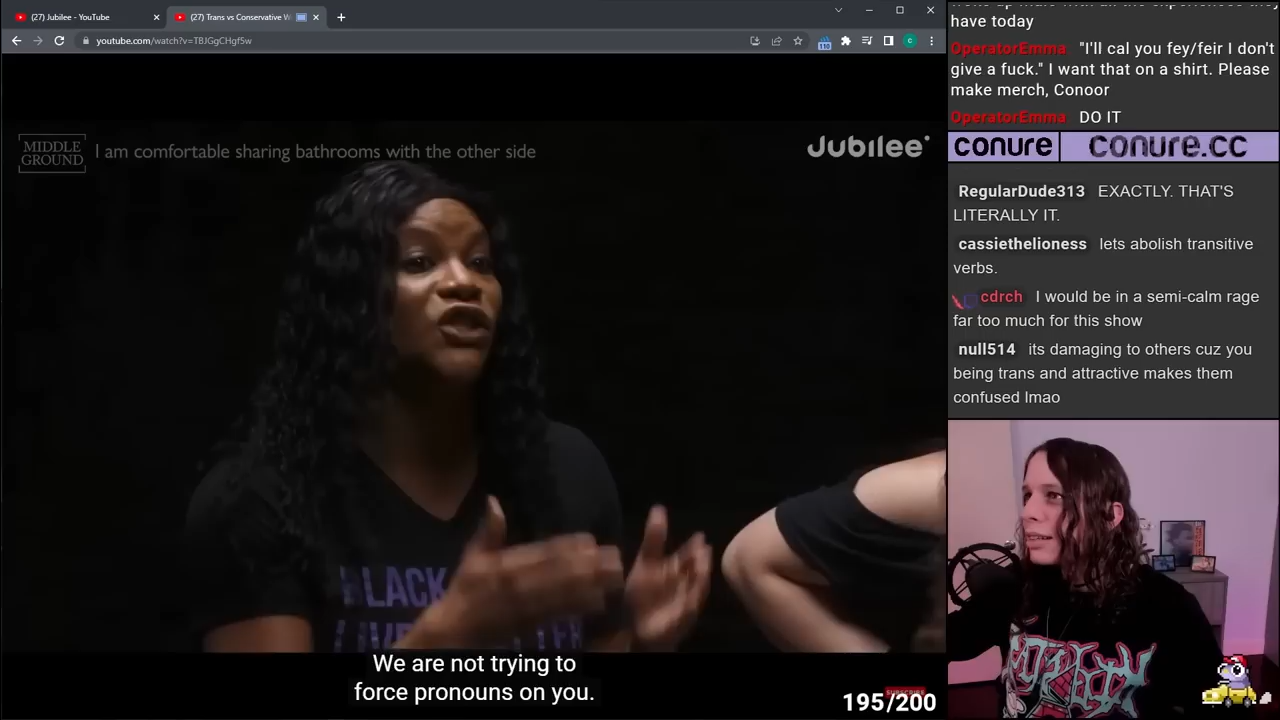 (27) Jubilee - YouTube
(27) Trans vs Conservative W
youtube.com/watch?v=TBJGgCHgf5w
MIDDLE
GROUND
I am comfortable sharing bathrooms with the other side
Jubilee
BLACK
We are not trying to
force pronouns on you.
SUBSCRIBE
195/200
have today
OperatorEmma "I'll cal you fey/feir I don't
give a fuck." I want that on a shirt. Please
make merch, Conoor
OperatorEmma DO IT
conure
conure.cc
RegularDude313 EXACTLY. THAT'S
LITERALLY IT.
cassiethelioness lets abolish transitive
verbs.
cdrch I would be in a semi-calm rage
far too much for this show
null514 its damaging to others cuz you
being trans and attractive makes them
confused lmao